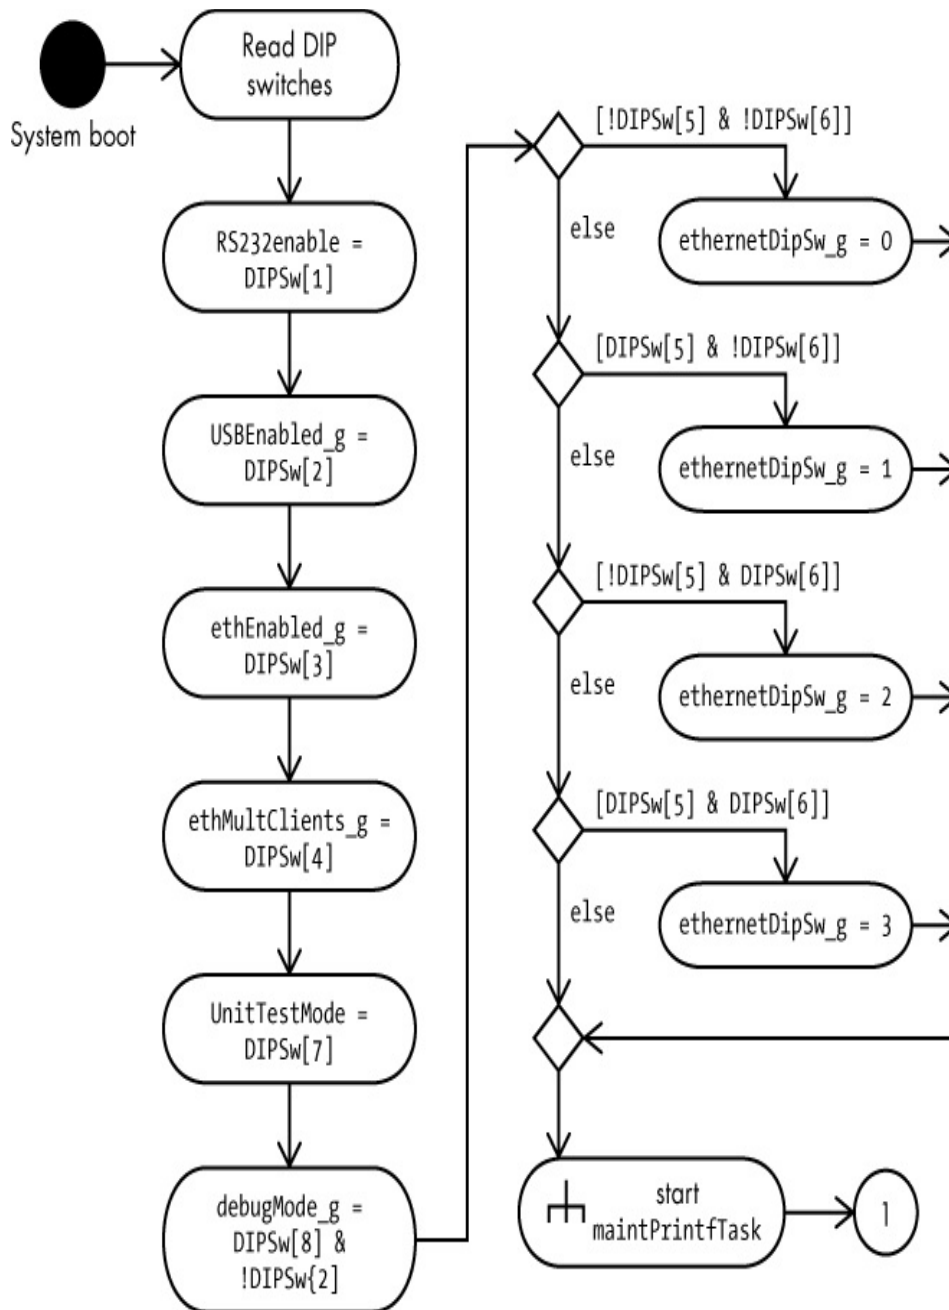 Read DIP
switches
System boot
RS232enable =
DIPSw[1]
USBEnabled_g =
DIPSw[2]
ethEnabled_g =
DIPSw[3]
ethMultClients_g =
DIPSw[4]
UnitTestMode =
DIPSw[7]
debugMode_g =
DIPSw[8] &
!DIPSw{2]
[!DIPSw[5] & !DIPSw[6]]
else
ethernetDipSw_g = 0
[DIPSw[5] & !DIPSw[6]]
else
ethernetDipSw_g = 1
[!DIPSw[5] & DIPSw[6]]
else
ethernetDipSw_g = 2
[DIPSw[5] & DIPSw[6]]
else
ethernetDipSw_g = 3
start
maintPrintfTask
1